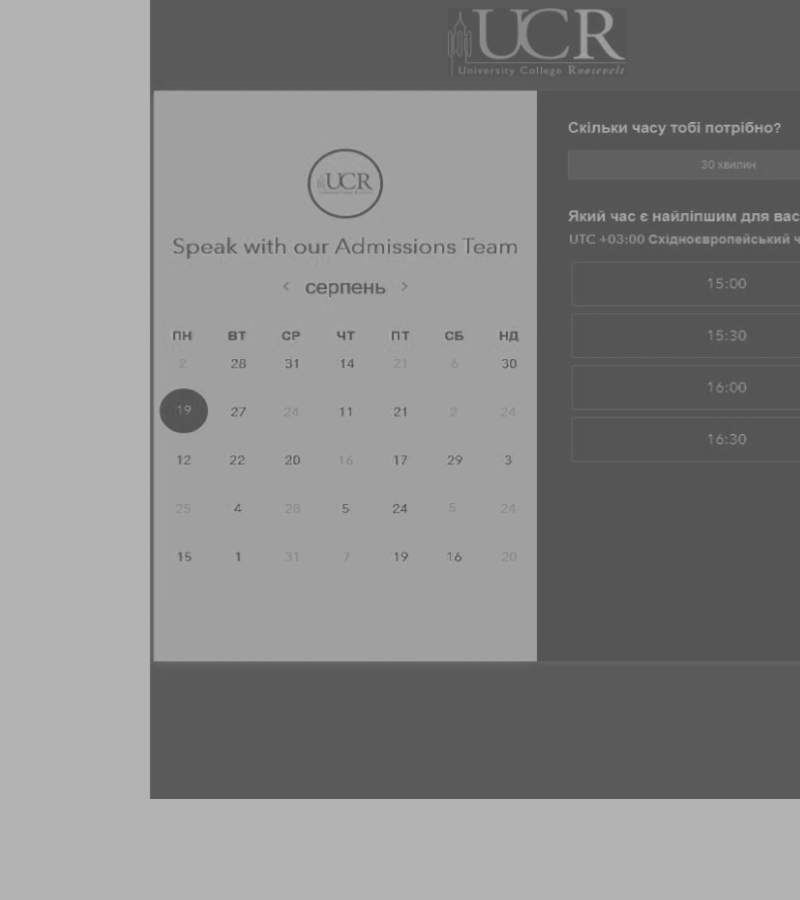 UCR
University College Roosevelt
UCR
Speak with our Admissions Team
‹ серпень ›
ПН ВТ СР ЧТ ПТ СБ НД
2 28 31 14 21 6 30
19 27 24 11 21 2 24
12 22 20 16 17 29 3
25 4 28 5 24 5 24
15 1 31 7 19 16 20
Скільки часу тобі потрібно?
30 хвилин
Який час є найліпшим для вас
UTC +03:00 Східноєвропейський ч
15:00
15:30
16:00
16:30